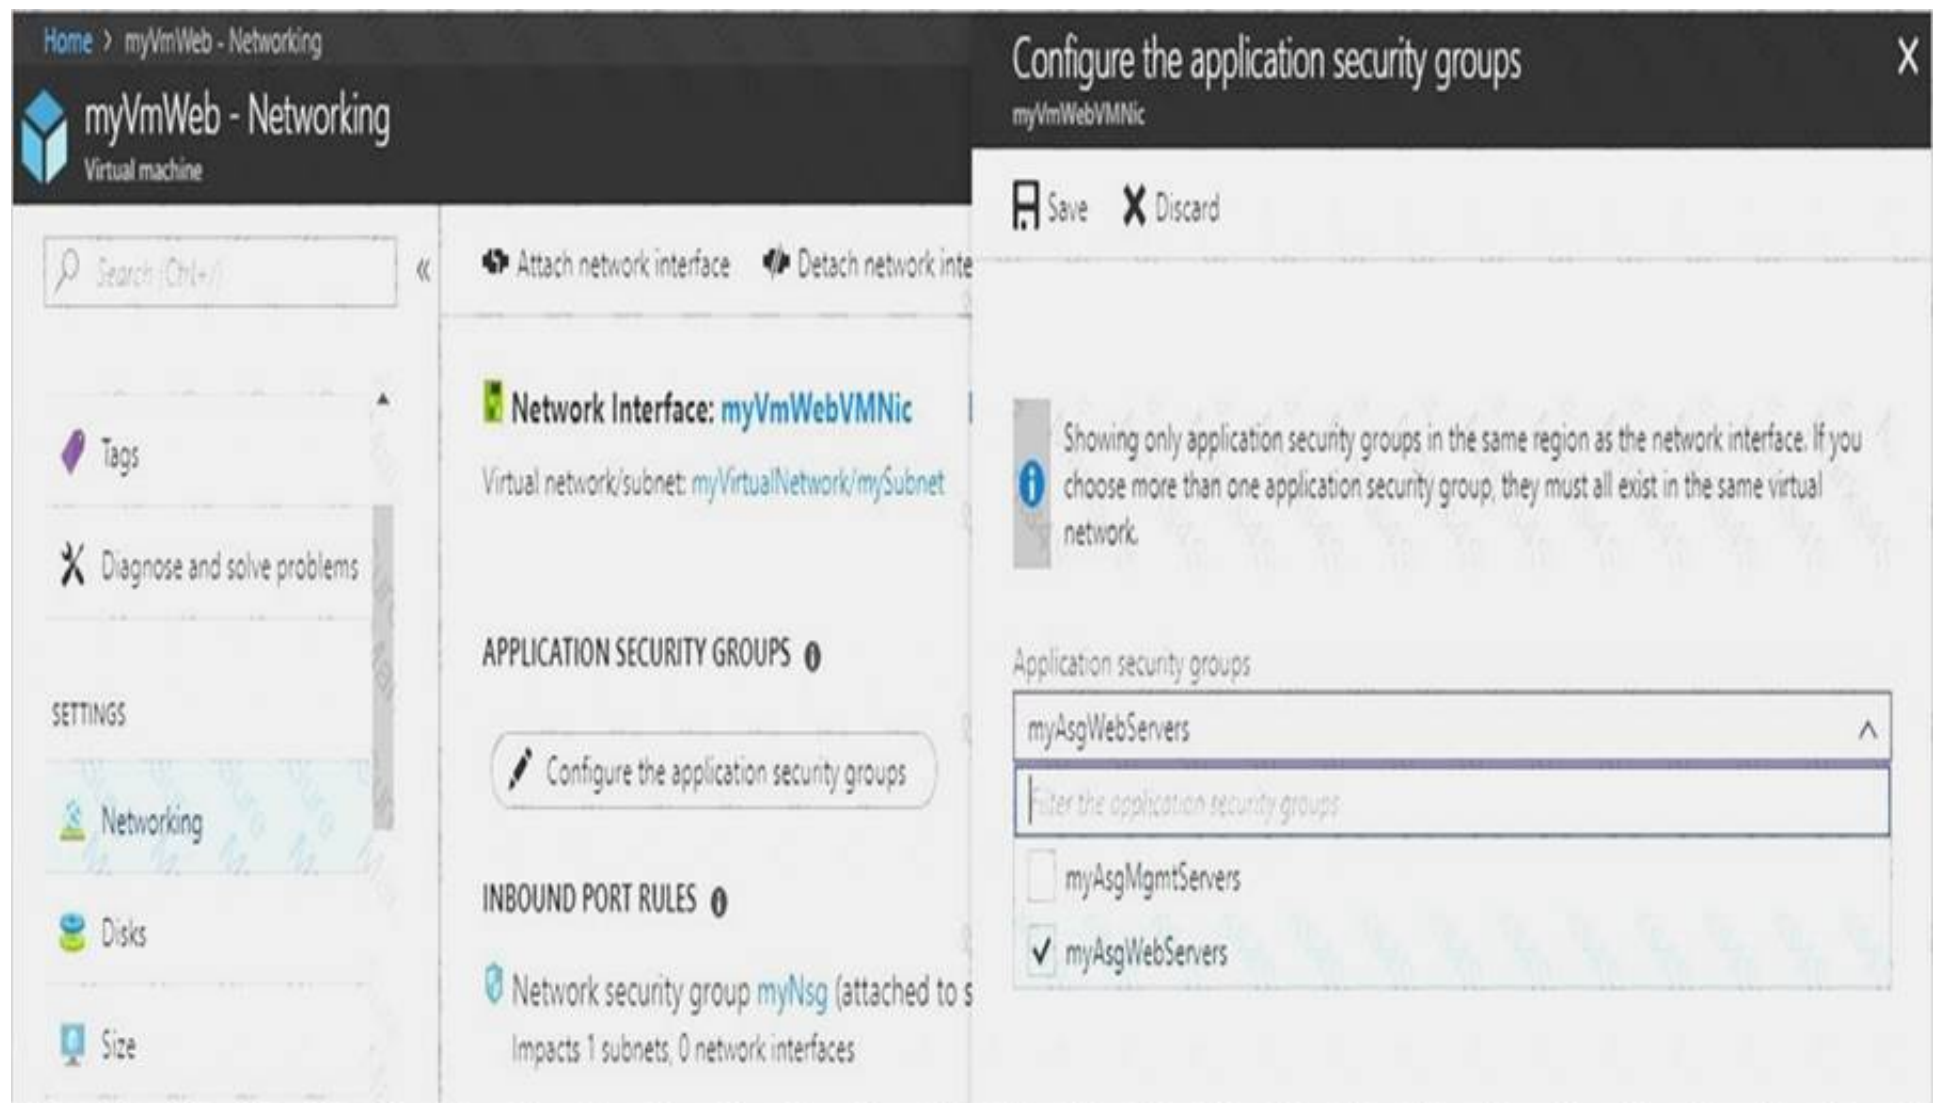 Home > myVmWeb - Networking
myVmWeb - Networking
Virtual machine
Search (Ctrl+/)
«
Tags
Diagnose and solve problems
SETTINGS
Networking
Disks
Size
Attach network interface
Detach network inte
Network Interface: myVmWebVMNic
Virtual network/subnet: myVirtualNetwork/mySubnet
APPLICATION SECURITY GROUPS
Configure the application security groups
INBOUND PORT RULES
Network security group myNsg (attached to s
Impacts 1 subnets, 0 network interfaces
Configure the application security groups
myVmWebVMNic
Save
Discard
Showing only application security groups in the same region as the network interface. If you
choose more than one application security group, they must all exist in the same virtual
network.
Application security groups
myAsgWebServers
Filter the application security groups
myAsgMgmtServers
myAsgWebServers